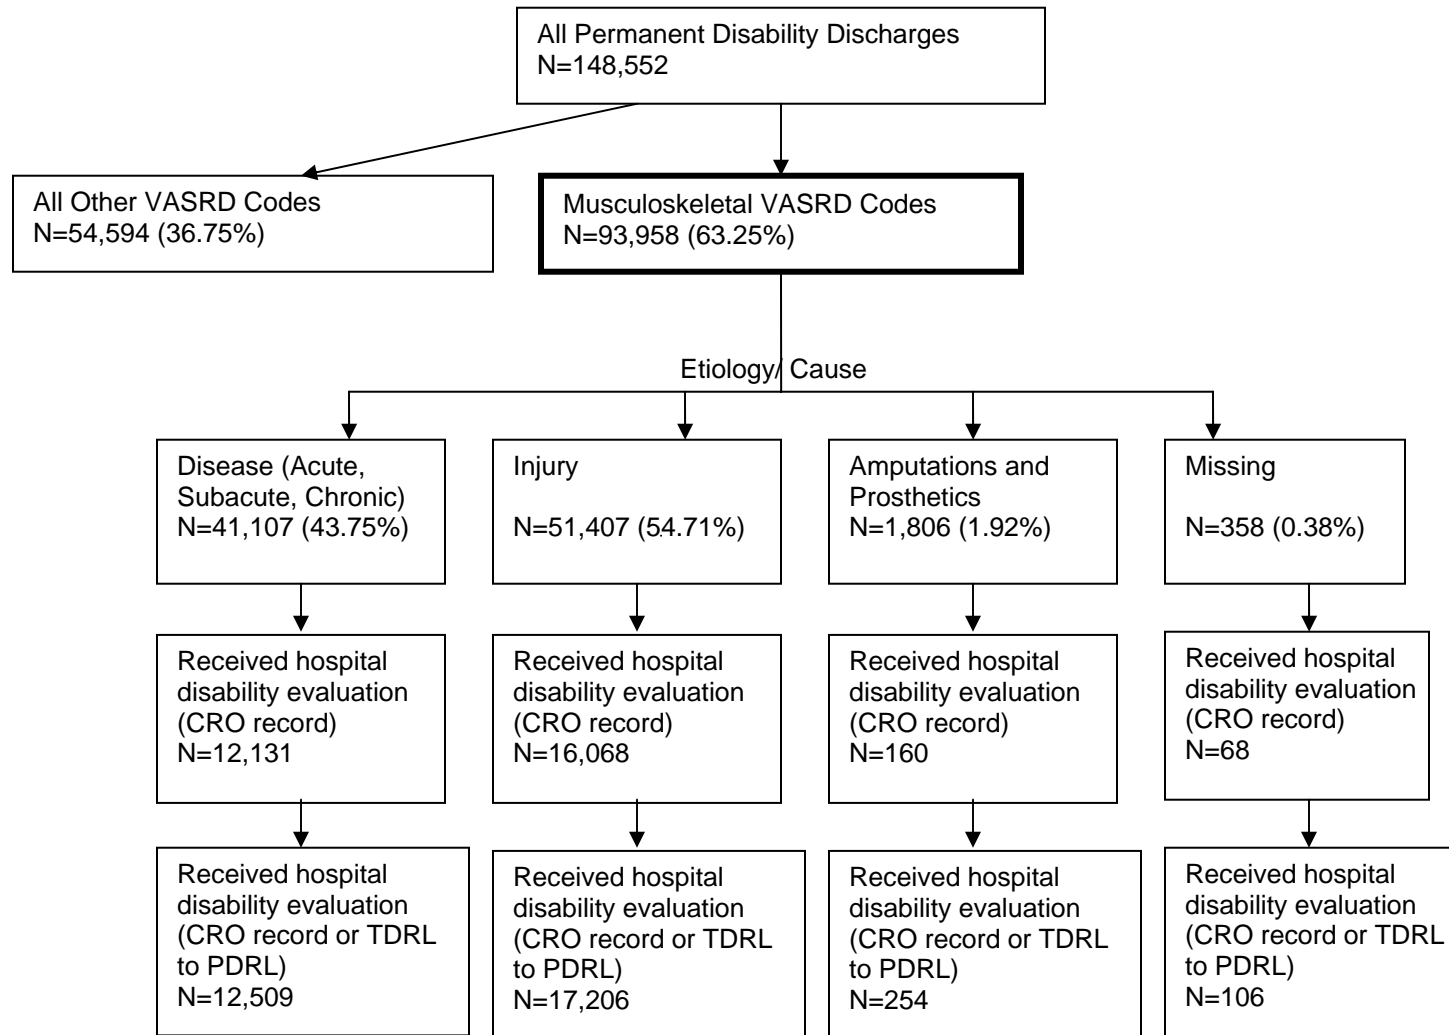 All Permanent Disability Discharges
N=148,552
All Other VASRD Codes
N=54,594 (36.75%)
Musculoskeletal VASRD Codes
N=93,958 (63.25%)
Etiology/ Cause
Disease (Acute,
Subacute, Chronic)
N=41,107 (43.75%)
Injury
N=51,407 (54.71%)
Amputations and
Prosthetics
N=1,806 (1.92%)
Missing
N=358 (0.38%)
Received hospital
disability evaluation
(CRO record)
N=12,131
Received hospital
disability evaluation
(CRO record)
N=16,068
Received hospital
disability evaluation
(CRO record)
N=160
Received hospital
disability evaluation
(CRO record)
N=68
Received hospital
disability evaluation
(CRO record or TDRL
to PDRL)
N=12,509
Received hospital
disability evaluation
(CRO record or TDRL
to PDRL)
N=17,206
Received hospital
disability evaluation
(CRO record or TDRL
to PDRL)
N=254
Received hospital
disability evaluation
(CRO record or TDRL
to PDRL)
N=106